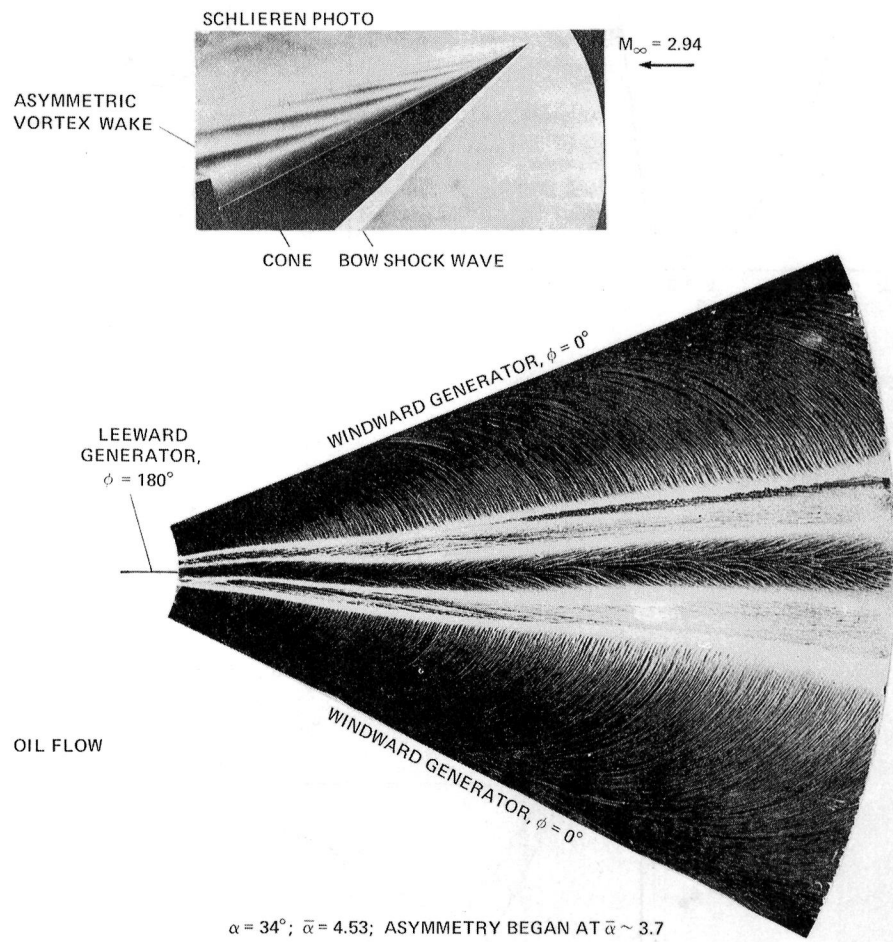 SCHLIEREN PHOTO
M∞ = 2.94
ASYMMETRIC
VORTEX WAKE
CONE
BOW SHOCK WAVE
WINDWARD GENERATOR, ϕ = 0°
LEEWARD
GENERATOR,
ϕ = 180°
WINDWARD GENERATOR, ϕ = 0°
OIL FLOW
α = 34°; ᾱ = 4.53; ASYMMETRY BEGAN AT ᾱ ~ 3.7